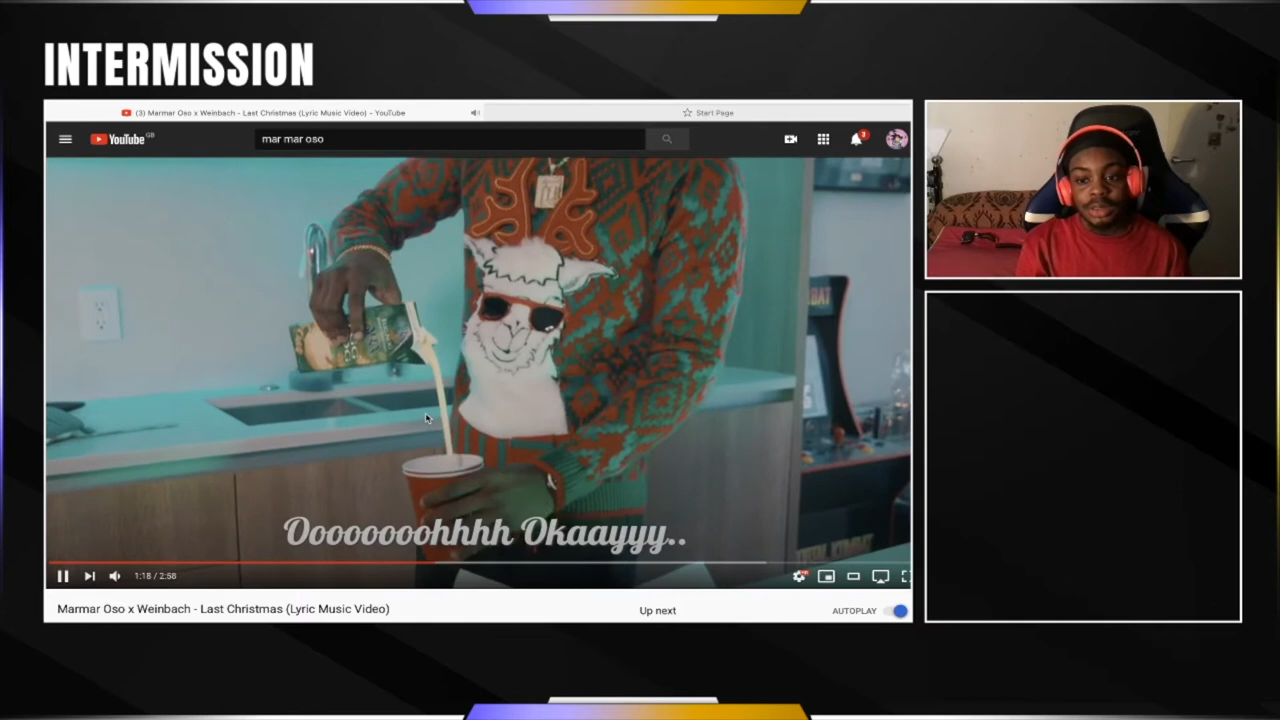 INTERMISSION
(3) Marmar Oso x Weinbach - Last Christmas (Lyric Music Video) - YouTube
Start Page
YouTube GB
mar mar oso
3
Ooooooohhhh Okaayyy..
1:18 / 2:58
Marmar Oso x Weinbach - Last Christmas (Lyric Music Video)
Up next
AUTOPLAY